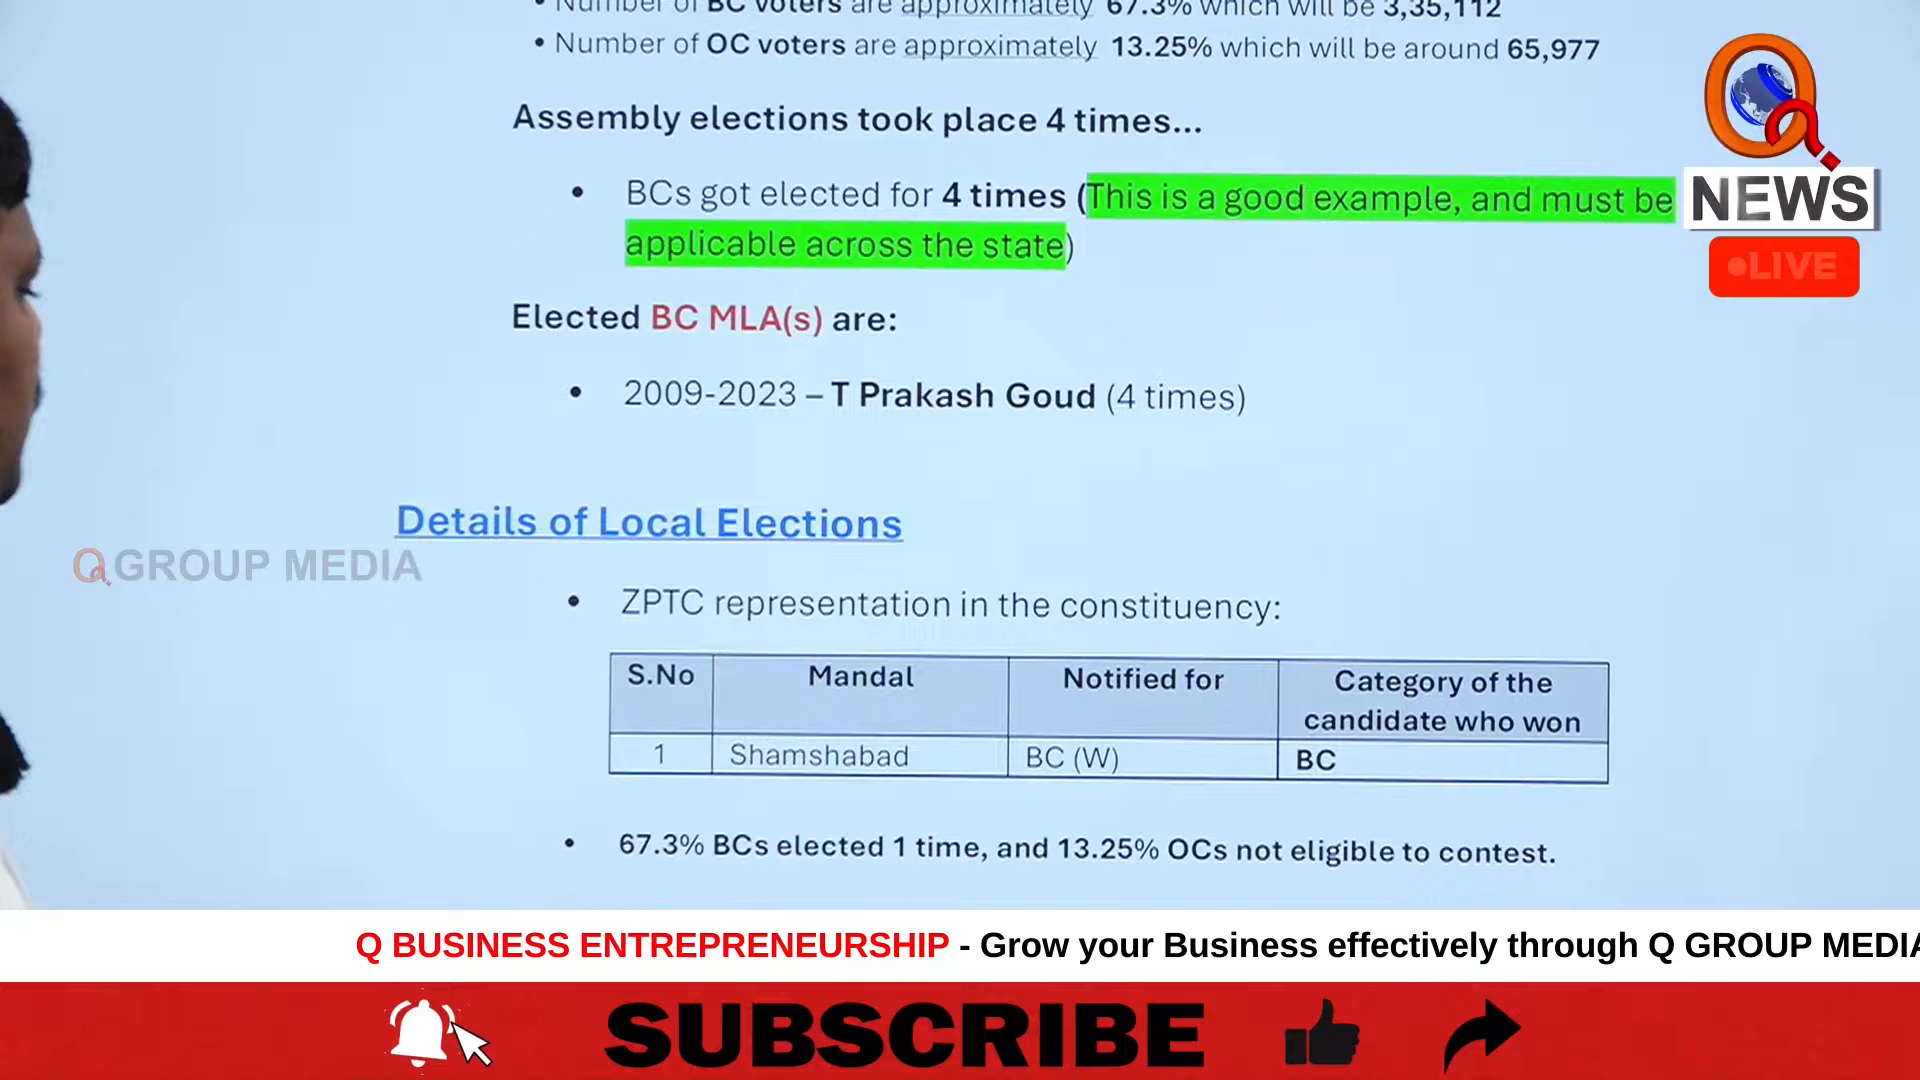 • Number of BC voters are approximately 67.3% which will be 3,35,112
• Number of OC voters are approximately 13.25% which will be around 65,977
Assembly elections took place 4 times...
• BCs got elected for 4 times (This is a good example, and must be
applicable across the state)
Elected BC MLA(s) are:
• 2009-2023 – T Prakash Goud (4 times)
Details of Local Elections
• ZPTC representation in the constituency:
S.No Mandal Notified for Category of the
candidate who won
1 Shamshabad BC (W) BC
• 67.3% BCs elected 1 time, and 13.25% OCs not eligible to contest.
Q
NEWS
LIVE
Q GROUP MEDIA
Q BUSINESS ENTREPRENEURSHIP - Grow your Business effectively through Q GROUP MEDIA
SUBSCRIBE